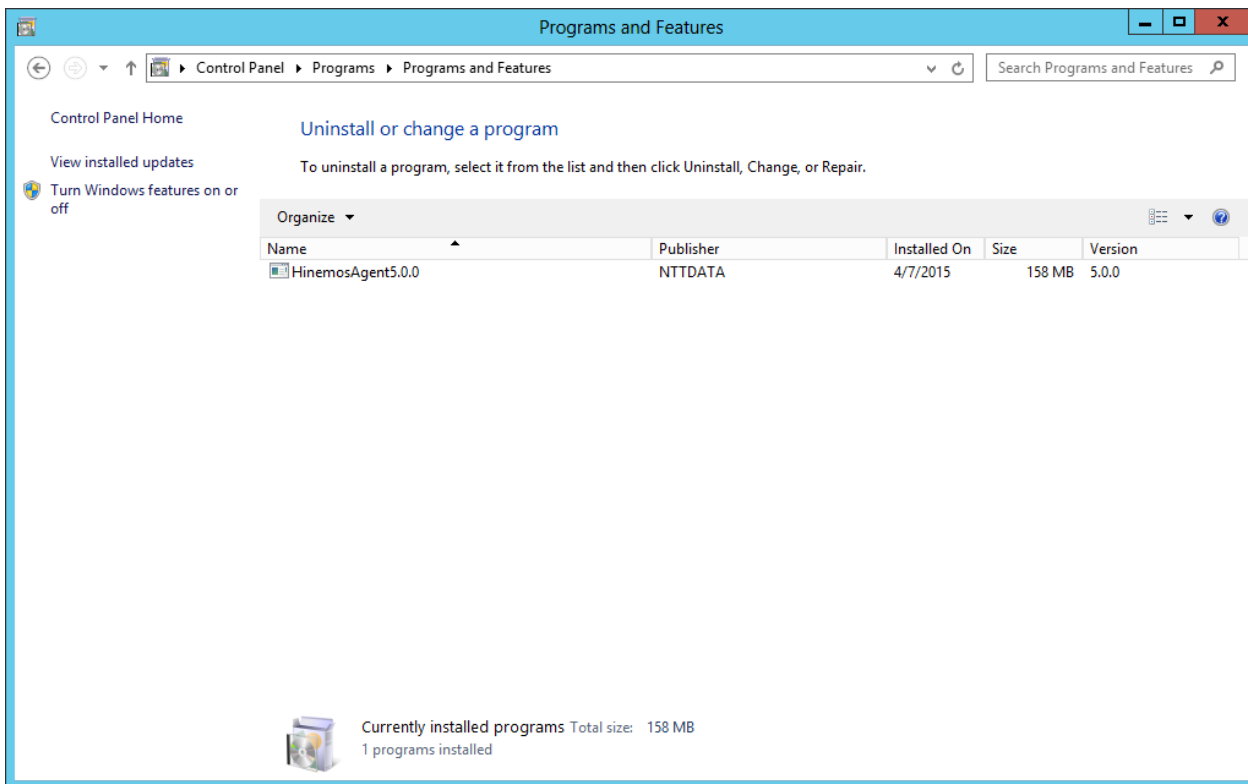 Programs and Features
Control Panel Programs Programs and Features
Search Programs and Features
Control Panel Home
View installed updates
Turn Windows features on or
off
Uninstall or change a program
To uninstall a program, select it from the list and then click Uninstall, Change, or Repair.
Organize
Name Publisher Installed On Size Version
HinemosAgent5.0.0 NTTDATA 4/7/2015 158 MB 5.0.0
Currently installed programs Total size: 158 MB
1 programs installed